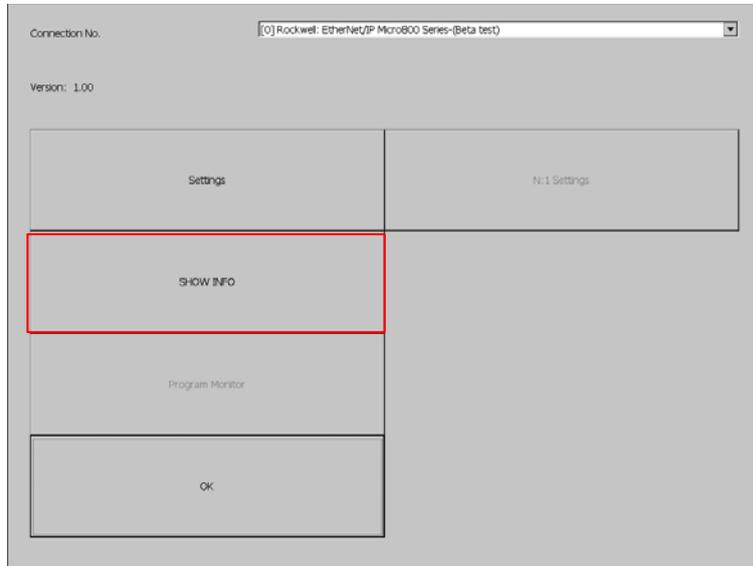 Connection No.
[0] Rockwell: EtherNet/IP Micro800 Series-(Beta test)
Version: 1.00
Settings
N:1 Settings
SHOW INFO
Program Monitor
OK